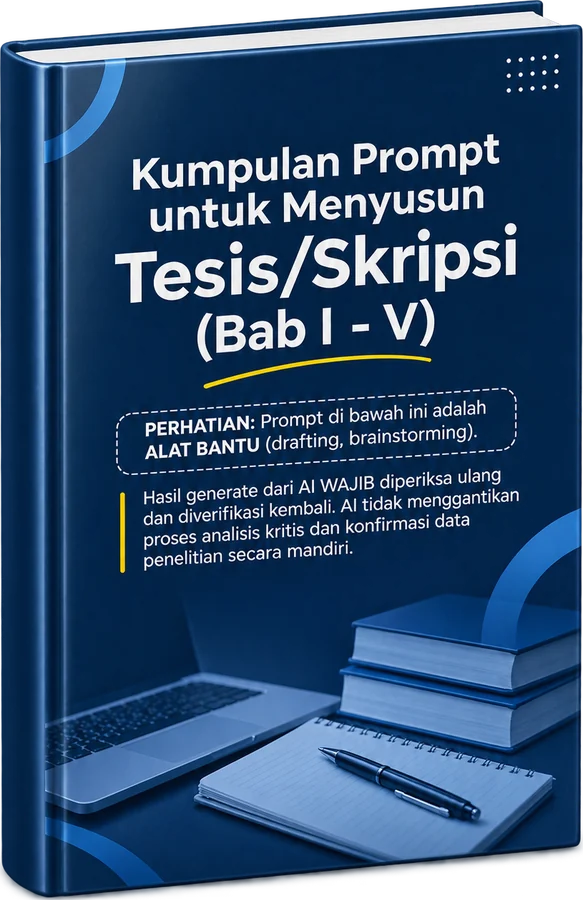 Kumpulan Prompt
untuk Menyusun
Tesis/Skripsi
(Bab I - V)
PERHATIAN: Prompt di bawah ini adalah
ALAT BANTU (drafting, brainstorming).
Hasil generate dari AI WAJIB diperiksa ulang
dan diverifikasi kembali. AI tidak menggantikan
proses analisis kritis dan konfirmasi data
penelitian secara mandiri.